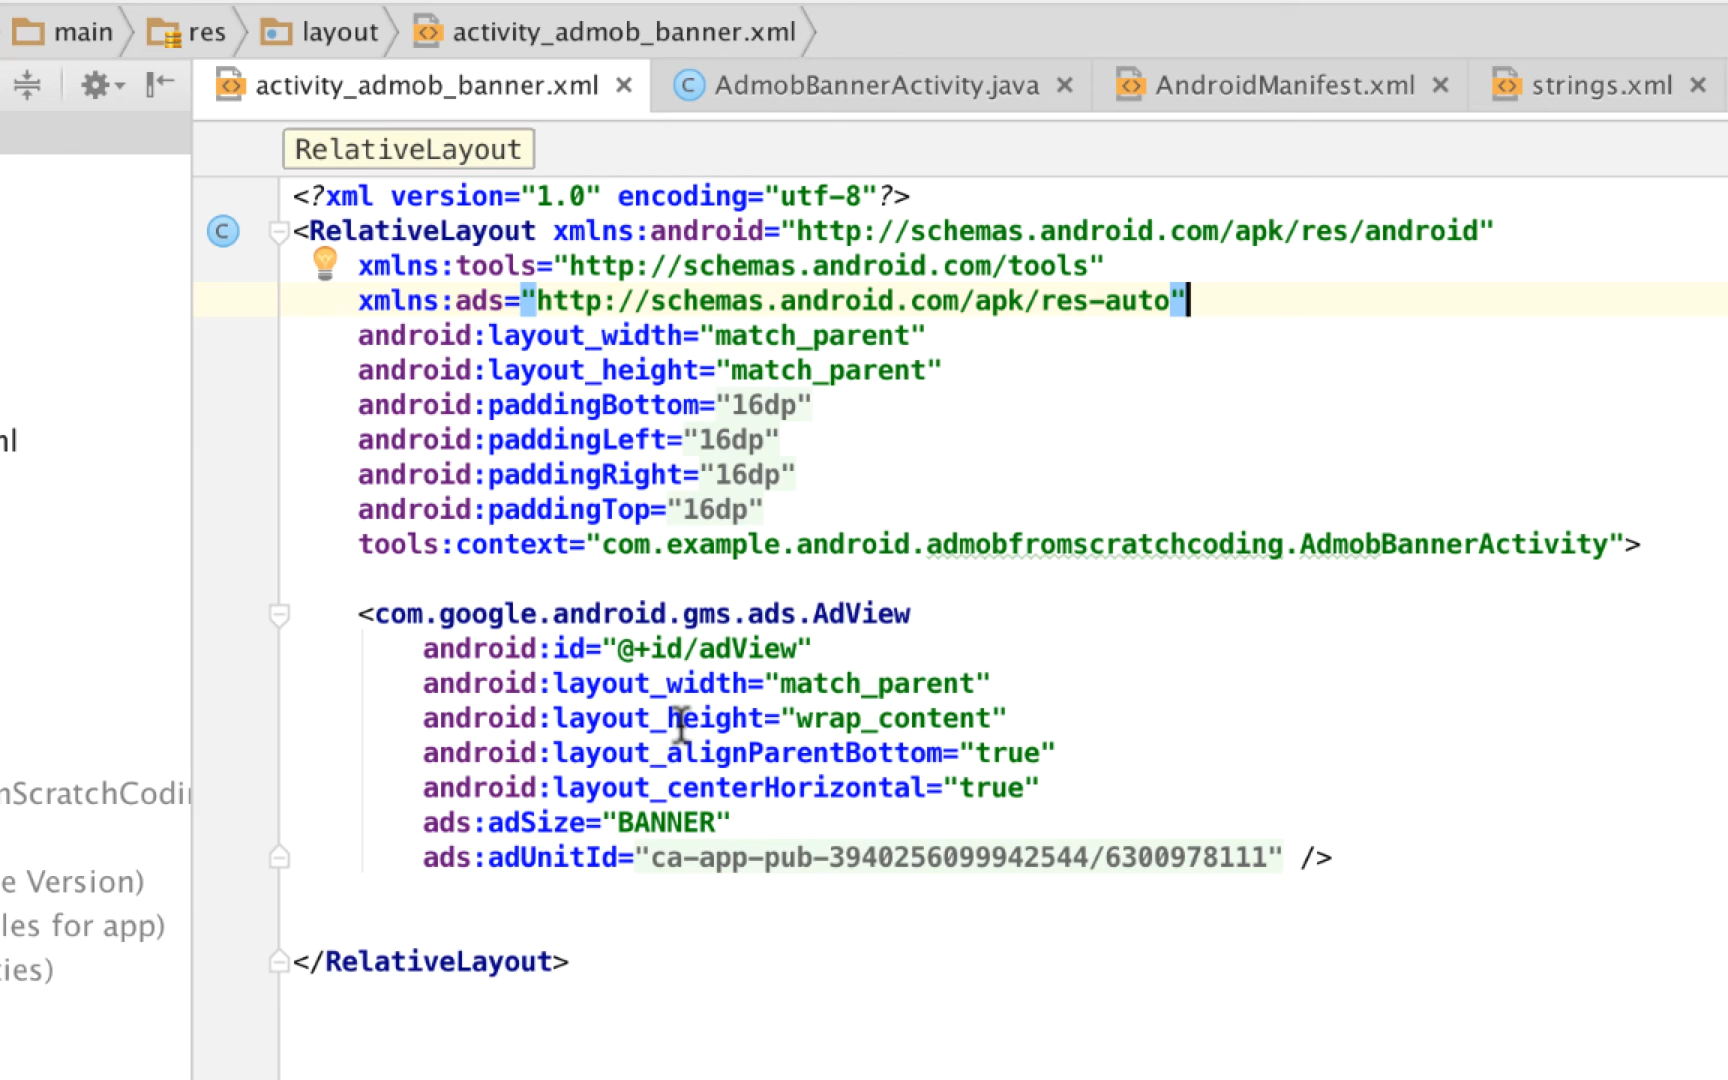 main res layout activity_admob_banner.xml
activity_admob_banner.xml AdmobBannerActivity.java AndroidManifest.xml strings.xml
RelativeLayout
<?xml version="1.0" encoding="utf-8"?>
C <RelativeLayout xmlns:android="http://schemas.android.com/apk/res/android"
xmlns:tools="http://schemas.android.com/tools"
xmlns:ads="http://schemas.android.com/apk/res-auto"
android:layout_width="match_parent"
android:layout_height="match_parent"
android:paddingBottom="16dp"
android:paddingLeft="16dp"
android:paddingRight="16dp"
android:paddingTop="16dp"
tools:context="com.example.android.admobfromscratchcoding.AdmobBannerActivity">
<com.google.android.gms.ads.AdView
android:id="@+id/adView"
android:layout_width="match_parent"
android:layout_height="wrap_content"
android:layout_alignParentBottom="true"
android:layout_centerHorizontal="true"
ads:adSize="BANNER"
ads:adUnitId="ca-app-pub-3940256099942544/6300978111" />
</RelativeLayout>
ml
nScratchCodin
e Version)
les for app)
ties)